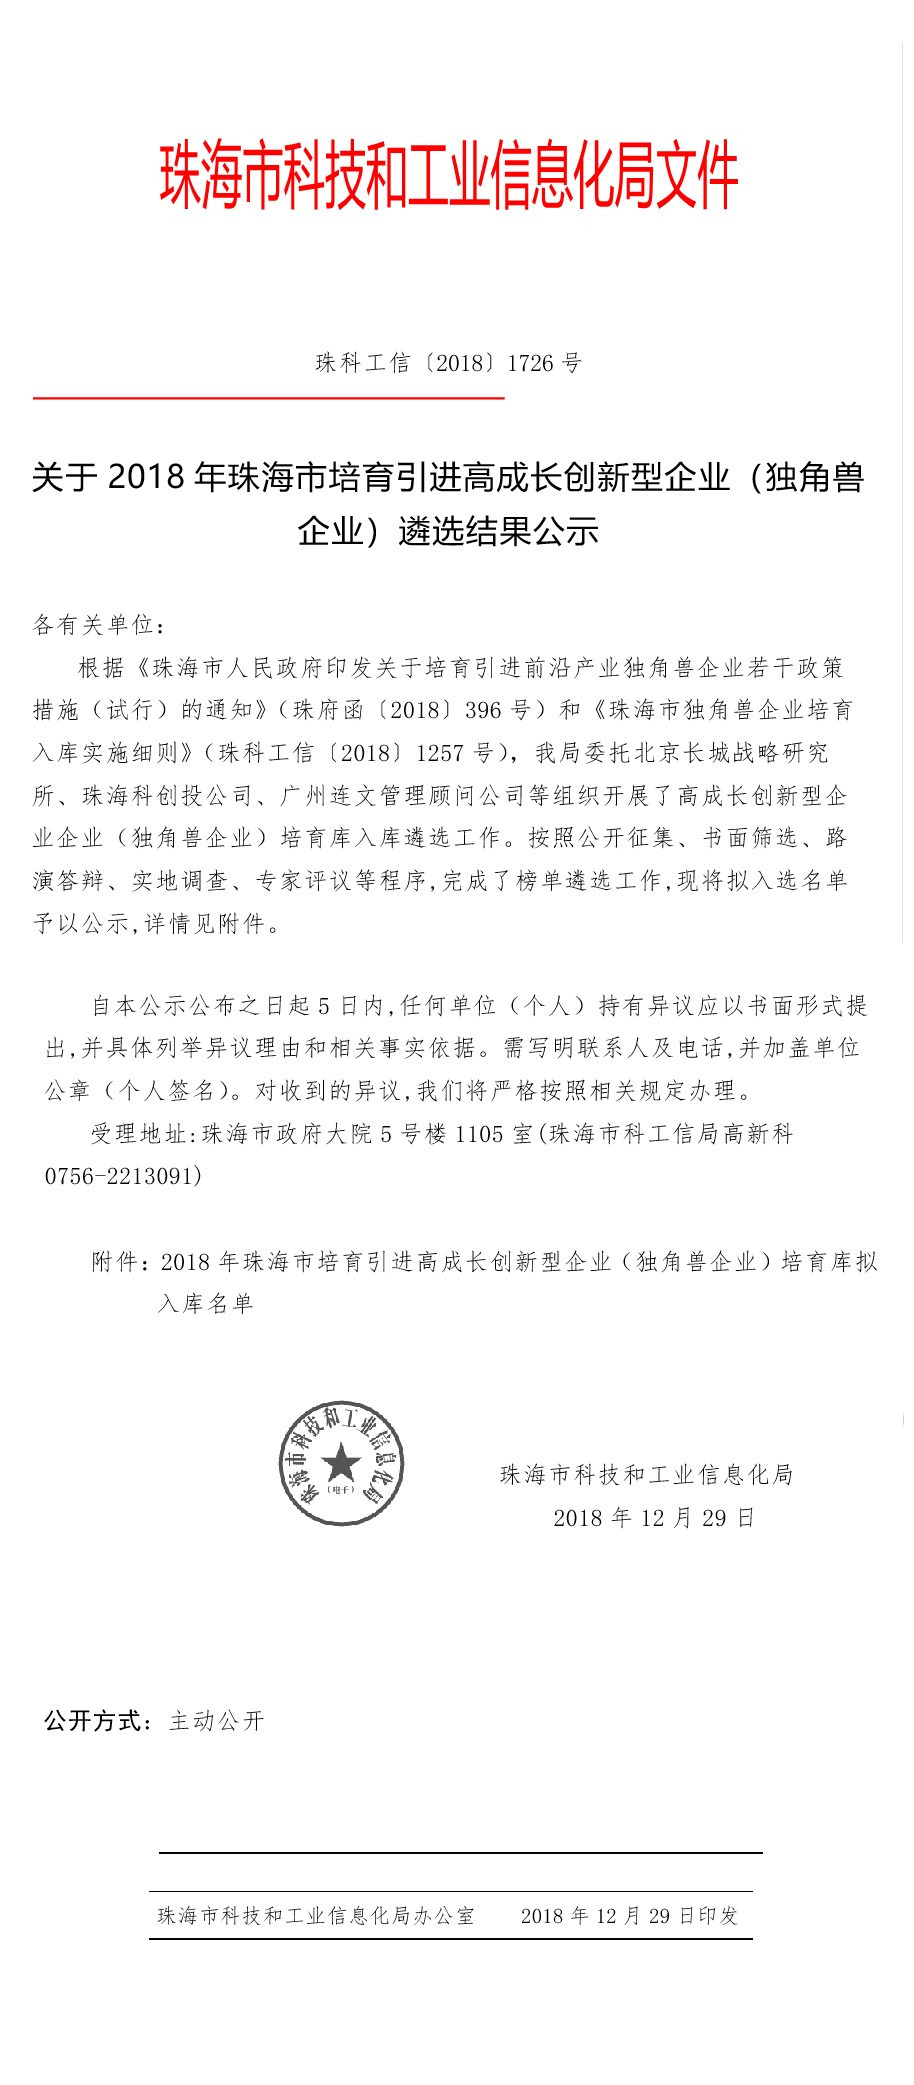 珠海市科技和工业信息化局文件
珠科工信〔2018〕1726 号
关于 2018 年珠海市培育引进高成长创新型企业（独角兽
企业）遴选结果公示
各有关单位：
根据《珠海市人民政府印发关于培育引进前沿产业独角兽企业若干政策
措施（试行）的通知》（珠府函〔2018〕396 号）和《珠海市独角兽企业培育
入库实施细则》（珠科工信〔2018〕1257 号），我局委托北京长城战略研究
所、珠海科创投公司、广州连文管理顾问公司等组织开展了高成长创新型企
业企业（独角兽企业）培育库入库遴选工作。按照公开征集、书面筛选、路
演答辩、实地调查、专家评议等程序,完成了榜单遴选工作,现将拟入选名单
予以公示,详情见附件。
自本公示公布之日起 5 日内,任何单位（个人）持有异议应以书面形式提
出,并具体列举异议理由和相关事实依据。需写明联系人及电话,并加盖单位
公章（个人签名）。对收到的异议,我们将严格按照相关规定办理。
受理地址:珠海市政府大院 5 号楼 1105 室(珠海市科工信局高新科
0756-2213091)
附件：2018 年珠海市培育引进高成长创新型企业（独角兽企业）培育库拟
入库名单
珠海市科技和工业信息化局
（电子）
珠海市科技和工业信息化局
2018 年 12 月 29 日
公开方式：主动公开
珠海市科技和工业信息化局办公室 2018 年 12 月 29 日印发